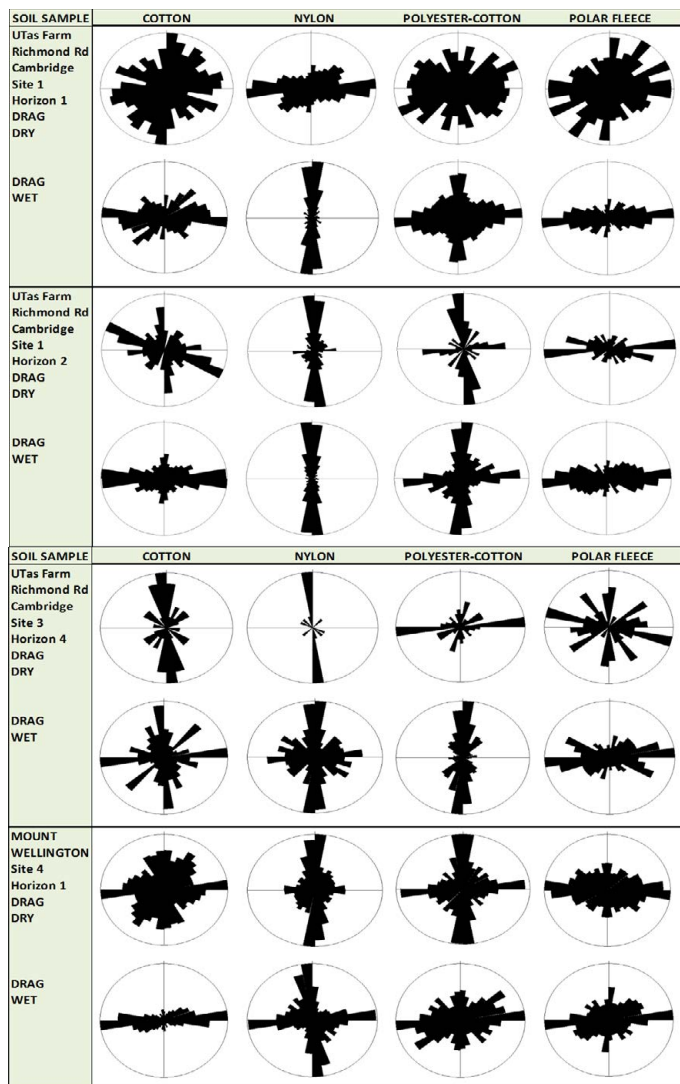 SOIL SAMPLE COTTON NYLON POLYESTER-COTTON POLAR FLEECE
UTas Farm
Richmond Rd
Cambridge
Site 1
Horizon 1
DRAG
DRY
DRAG
WET
UTas Farm
Richmond Rd
Cambridge
Site 1
Horizon 2
DRAG
DRY
DRAG
WET
SOIL SAMPLE COTTON NYLON POLYESTER-COTTON POLAR FLEECE
UTas Farm
Richmond Rd
Cambridge
Site 3
Horizon 4
DRAG
DRY
DRAG
WET
MOUNT
WELLINGTON
Site 4
Horizon 1
DRAG
DRY
DRAG
WET